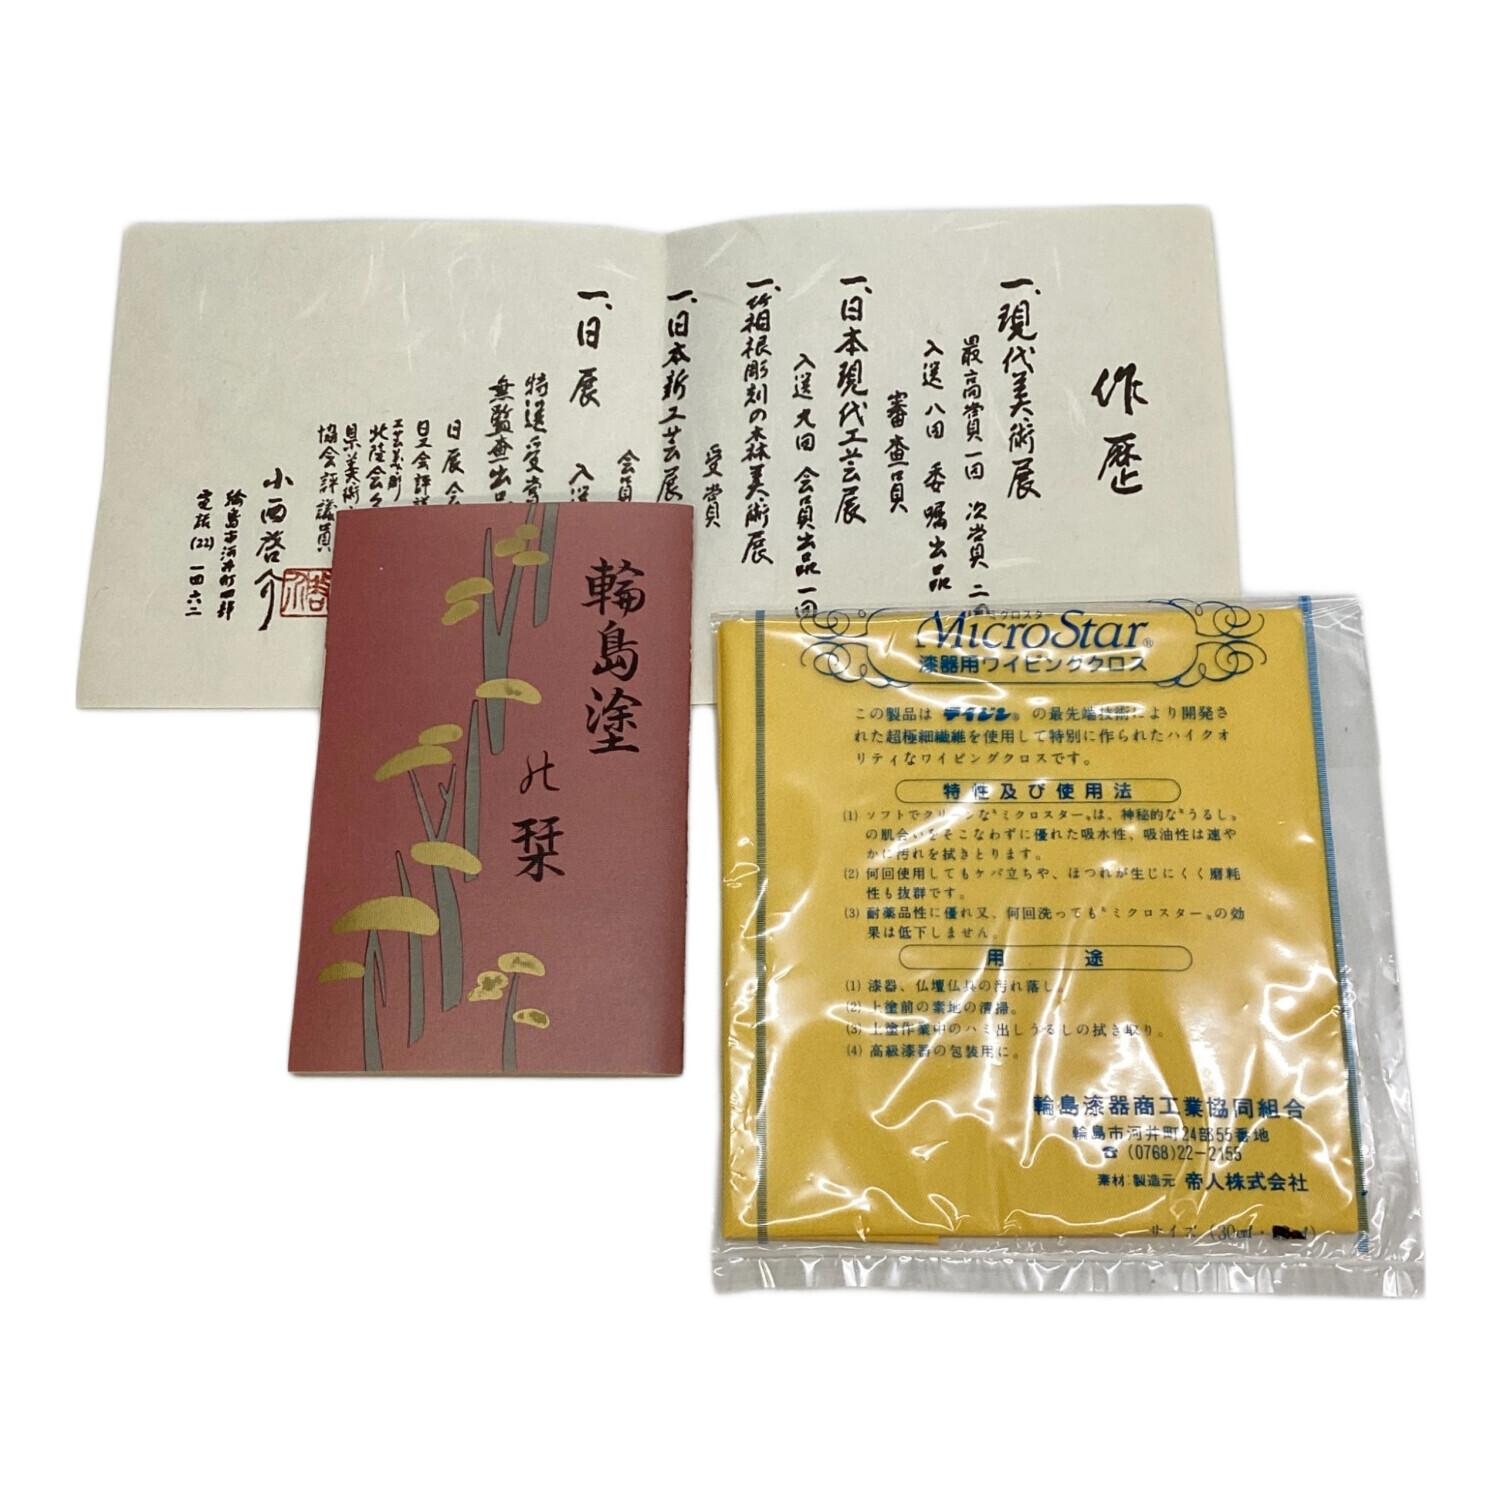 作歴
一、現代美術展
最高賞一回 次賞二回
入選八回 委嘱出品
審査員
一、日本現代工芸展
入選九回 会員出品一回
一、箱根彫刻の森美術展
受賞
一、日本新工芸展
会員
一、日展 入選
特選受賞
無鑑査出品
日展会
日工会評議
工芸美術
北陸会
県美術
協会評議員
小西啓介
輪島市河井町四部
電話(22)一四六二
輪島塗
の栞
ミクロスター
MicroStar®
漆器用ワイピングクロス
この製品は テイジン® の最先端技術により開発さ
れた超極細繊維を使用して特別に作られたハイクオ
リティなワイピングクロスです。
特性及び使用法
(1) ソフトでクリーンな〝ミクロスター〟は、神秘的な〝うるし〟
の肌合いをそこなわずに優れた吸水性、吸油性は速や
かに汚れを拭きとります。
(2) 何回使用してもケバ立ちや、ほつれが生じにくく磨耗
性も抜群です。
(3) 耐薬品性に優れ又、何回洗っても〝ミクロスター〟の効
果は低下しません。
用途
(1) 漆器、仏壇仏具の汚れ落し。
(2) 上塗前の素地の清掃。
(3) 上塗作業中のハミ出しうるしの拭き取り。
(4) 高級漆器の包装用に。
輪島漆器商工業協同組合
輪島市河井町24部55番地
☎ (0768)22-2155
素材:製造元 帝人株式会社
サイズ (30㎝・